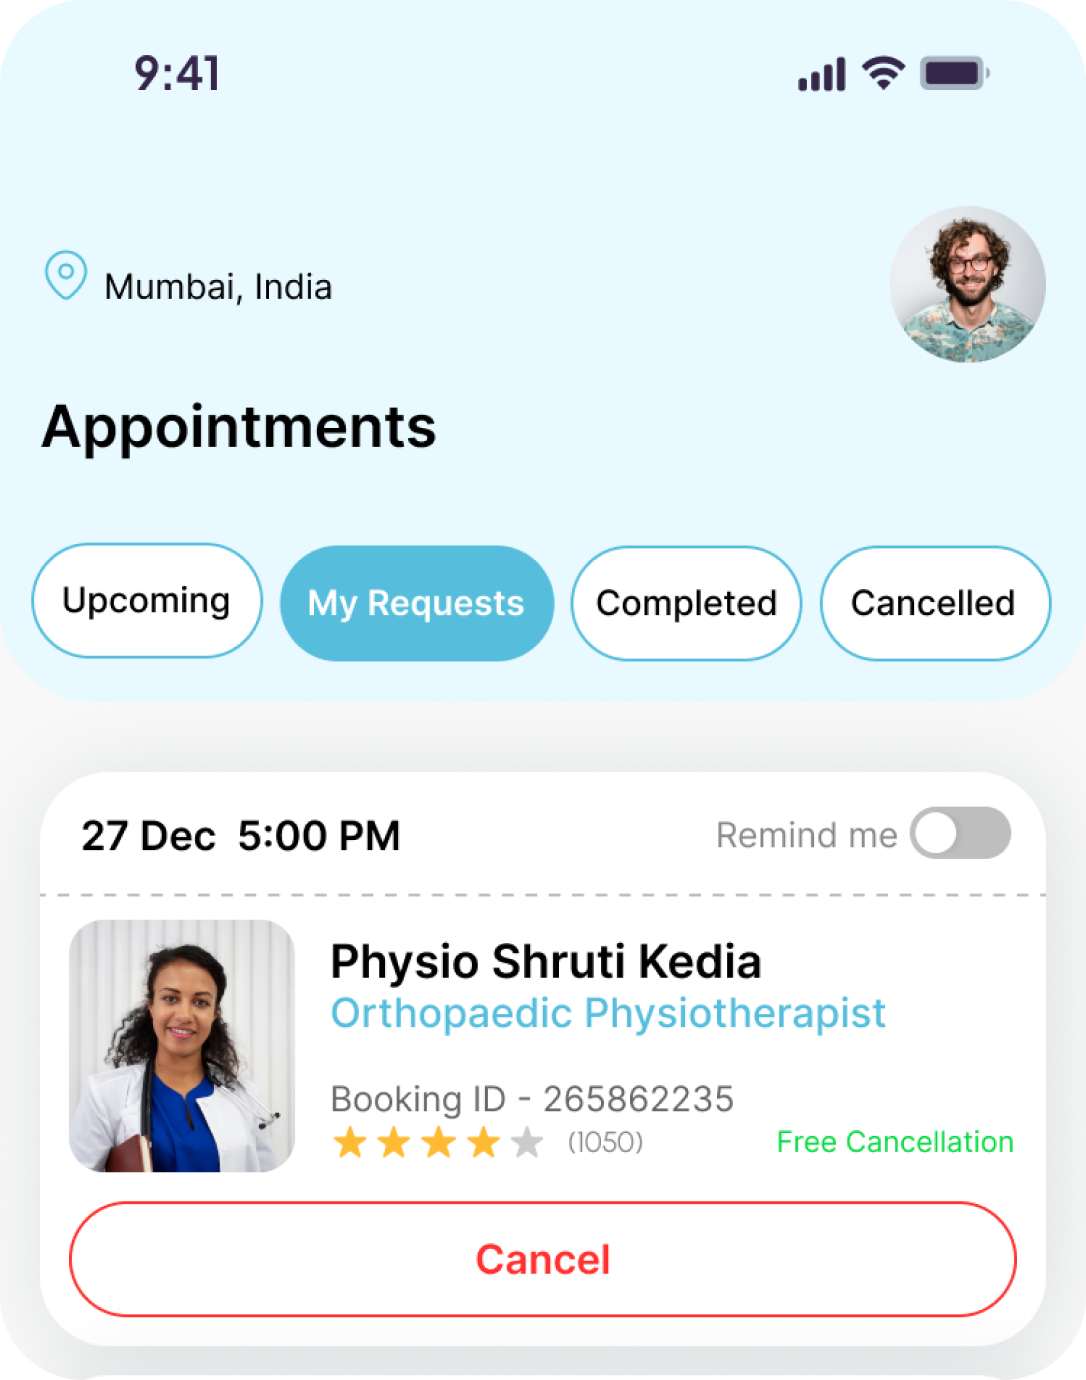 9:41
Mumbai, India
Appointments
Upcoming My Requests Completed Cancelled
27 Dec 5:00 PM Remind me
Physio Shruti Kedia
Orthopaedic Physiotherapist
Booking ID - 265862235
(1050) Free Cancellation
Cancel